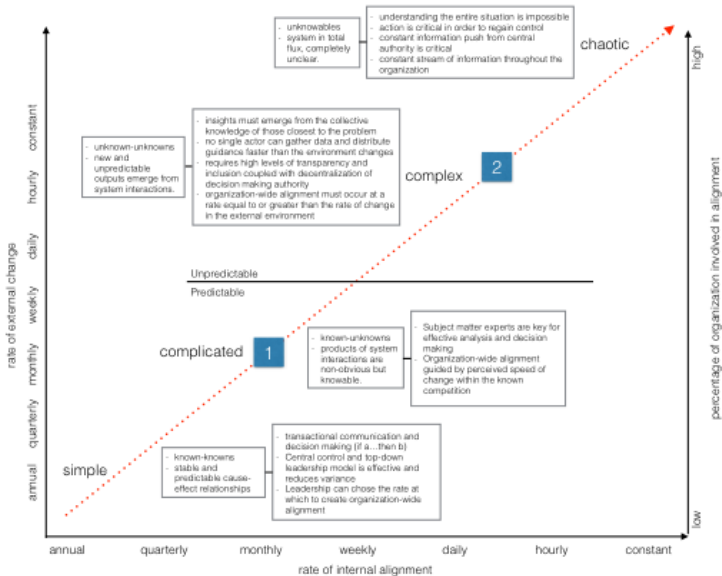 - unknowables
- system in total
flux, completely
unclear.
- understanding the entire situation is impossible
- action is critical in order to regain control
- constant information push from central
authority is critical
- constant stream of information throughout the
organization
chaotic
high
- unknown-unknowns
- new and
unpredictable
outputs emerge from
system interactions.
- insights must emerge from the collective
knowledge of those closest to the problem
- no single actor can gather data and distribute
guidance faster than the environment changes
- requires high levels of transparency and
inclusion coupled with decentralization of
decision making authority
- organization-wide alignment must occur at a
rate equal to or greater than the rate of change
in the external environment
complex
2
Unpredictable
Predictable
complicated
1
- known-unknowns
- products of system
interactions are
non-obvious but
knowable.
- Subject matter experts are key for
effective analysis and decision
making
- Organization-wide alignment
guided by perceived speed of
change within the known
competition
simple
- known-knowns
- stable and
predictable cause-
effect relationships
- transactional communication and
decision making (if a...then b)
- Central control and top-down
leadership model is effective and
reduces variance
- Leadership can chose the rate at
which to create organization-wide
alignment
low
rate of external change
constant
hourly
daily
weekly
monthly
quarterly
annual
percentage of organization involved in alignment
annual
quarterly
monthly
weekly
daily
hourly
constant
rate of internal alignment